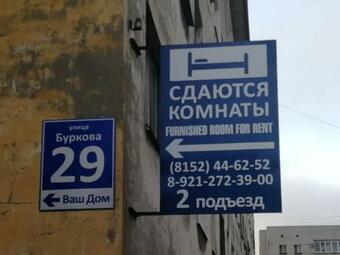 улица
Буркова
29
Ваш Дом
СДАЮТСЯ
КОМНАТЫ
FURNISHED ROOM FOR RENT
(8152) 44-62-52
8-921-272-39-00
2 подъезд